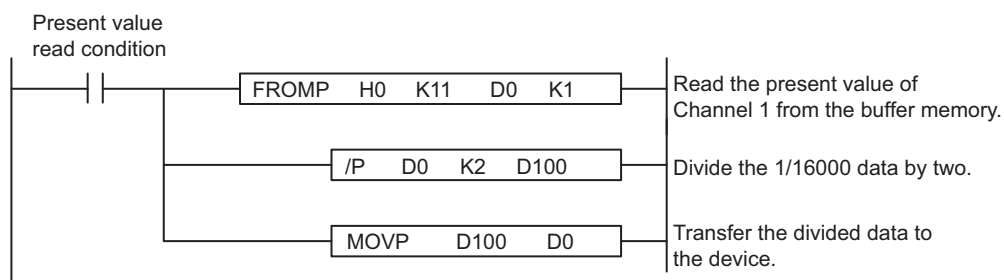 Present value
read condition
FROMP H0 K11 D0 K1
Read the present value of
Channel 1 from the buffer memory.
/P D0 K2 D100
Divide the 1/16000 data by two.
MOVP D100 D0
Transfer the divided data to
the device.